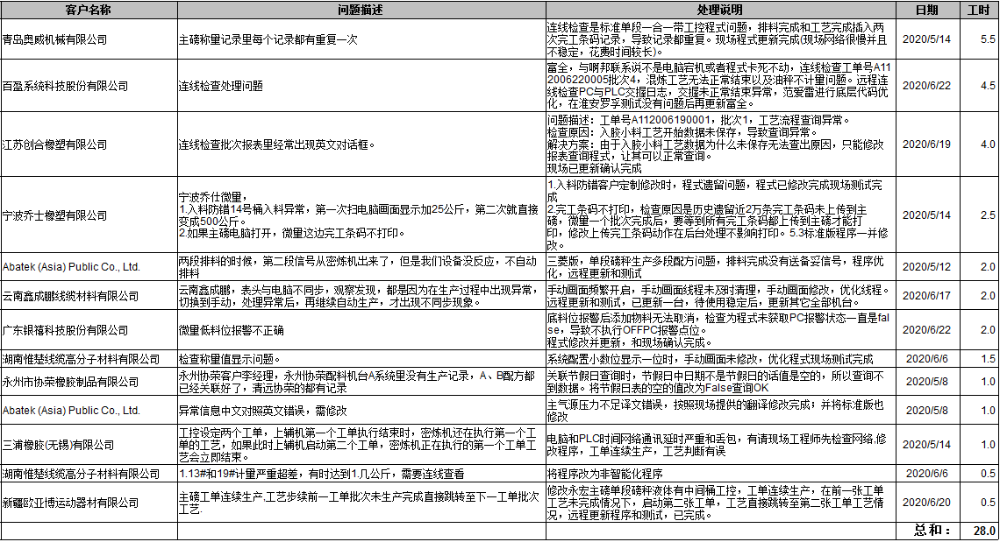 客户名称 问题描述 处理说明 日期 工时
青岛奥威机械有限公司 主磅称量记录里每个记录都有重复一次 连线检查是标准单段一合一带工控程式问题，排料完成和工艺完成插入两
次完工条码记录，导致记录都重复。现场程式更新完成(现场网络很慢并且
不稳定，花费时间较长)。 2020/5/14 5.5
百盈系统科技股份有限公司 连线检查处理问题 富全，与啊邦联系说不是电脑宕机或者程式卡死不动，连线检查工单号A11
2006220005批次4，混炼工艺无法正常结束以及油秤不计量问题。远程连
线检查PC与PLC交握日志，交握未正常结束异常，范爱雷进行底层代码优
化，在淮安罗孚测试没有问题后再更新富全。 2020/6/22 4.5
江苏创合橡塑有限公司 连线检查批次报表里经常出现英文对话框。 问题描述：工单号A112006190001，批次1，工艺流程查询异常。
检查原因：入胶小料工艺开始数据未保存，导致查询异常。
解决方案：由于入胶小料工艺数据为什么未保存无法查出原因，只能修改
报表查询程式，让其可以正常查询。
现场已更新确认完成 2020/6/19 4.0
宁波乔士橡塑有限公司 宁波乔仕微量，
1.入料防错14号桶入料异常，第一次扫电脑画面显示加25公斤，第二次就直接
变成500公斤。
2.如果主磅电脑打开，微量这边完工条码不打印。 1.入料防错客户定制修改时，程式遗留问题，程式已修改完成现场测试完
成
2.完工条码不打印，检查原因是历史遗留近2万条完工条码未上传到主
磅，微量一个批次完成后，要等到所有完工条码都上传到主磅才能打
印，修改上传完工条码动作在后台处理不影响打印。5.3标准版程序一并修
改。 2020/5/14 2.5
Abatek (Asia) Public Co., Ltd. 两段排料的时候，第二段信号从密炼机出来了，但是我们设备没反应，不自动
排料 三菱版，单段磅秤生产多段配方问题，排料完成没有送备妥信号，程序优
化，远程更新和测试 2020/5/12 2.0
云南鑫成鹏线缆材料有限公司 云南鑫成鹏，表头与电脑不同步，观察发现，都是因为在生产过程中出现异常，
切换到手动，处理异常后，再继续自动生产，才出现不同步现象。 手动画面频繁开启，手动画面线程未及时清理，手动画面修改，优化线程。
远程更新和测试，已更新一台，待使用稳定后，更新其它全部机台。 2020/6/17 2.0
广东银禧科技股份有限公司 微量低料位报警不正确 底料位报警后添加物料无法取消，检查为程式未获取PC报警状态一直是fal
se，导致不执行OFFPC报警点位。
程式修改并更新，和现场确认完成。 2020/6/22 2.0
湖南惟楚线缆高分子材料有限公司 检查称量值显示问题。 系统配置小数位显示一位时，手动画面未修改，优化程式现场测试完成 2020/6/6 1.5
永州市协荣橡胶制品有限公司 永州协荣客户李经理，永州协荣配料机台A系统里没有生产记录，A、B配方都
已经关联好了，清远协荣的都有记录 关联节假日查询时，节假日中日期不是节假日的话值是空的，所以查询不
到数据。将节假日表的空的值改为False查询OK 2020/5/8 1.0
Abatek (Asia) Public Co., Ltd. 异常信息中文对照英文错误，需修改 主气源压力不足译文错误，按照现场提供的翻译修改完成；并将标准版也
修改 2020/5/8 1.0
三浦橡胶(无锡)有限公司 工控设定两个工单，上辅机第一个工单执行结束时，密炼机还在执行第一个工
单的工艺，如果此时上辅机启动第二个工单，密炼机正在执行的第一个工单工
艺会立即结束。 电脑和PLC时间网络通讯延时严重和丢包，有请现场工程师先检查网络,修
改程序，工单连续生产，工艺判断有误 2020/5/14 1.0
湖南惟楚线缆高分子材料有限公司 1.13#和19#计量严重超差，有时达到1.几公斤，需要连线查看 将程序改为非智能化程序 2020/6/6 0.5
新疆欧亚博运动器材有限公司 主磅工单连续生产,工艺步续前一工单批次未生产完成直接跳转至下一工单批次
工艺. 修改永宏主磅单段磅秤液体有中间桶工控，工单连续生产，在前一张工单
工艺未完成情况下，启动第二张工单，工艺直接跳转至第二张工单工艺情
况，远程更新程序和测试，已完成。 2020/6/20 0.5
总和： 28.0